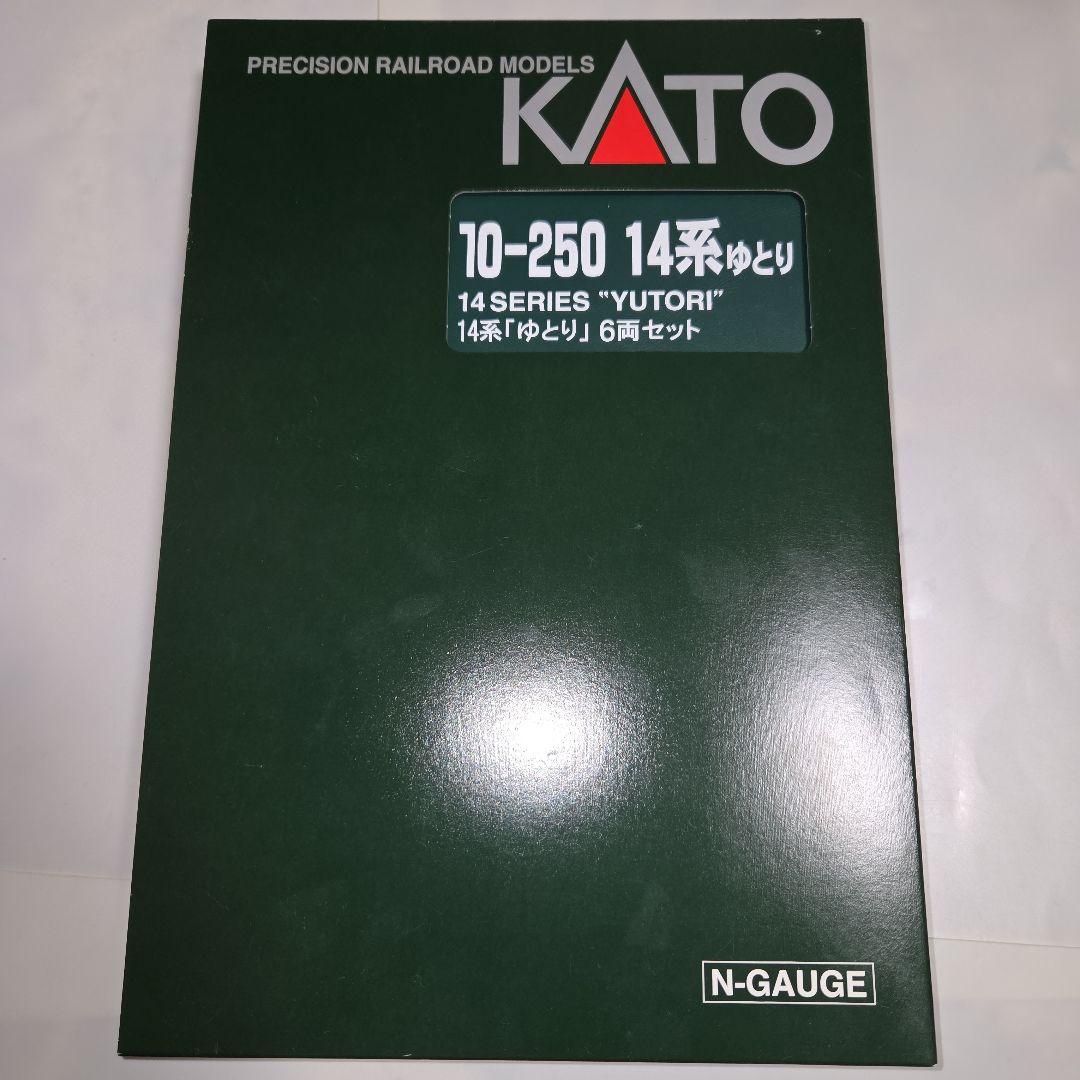 PRECISION RAILROAD MODELS
KATO
10-250 14系ゆとり
14 SERIES “YUTORI”
14系「ゆとり」 6両セット
N-GAUGE